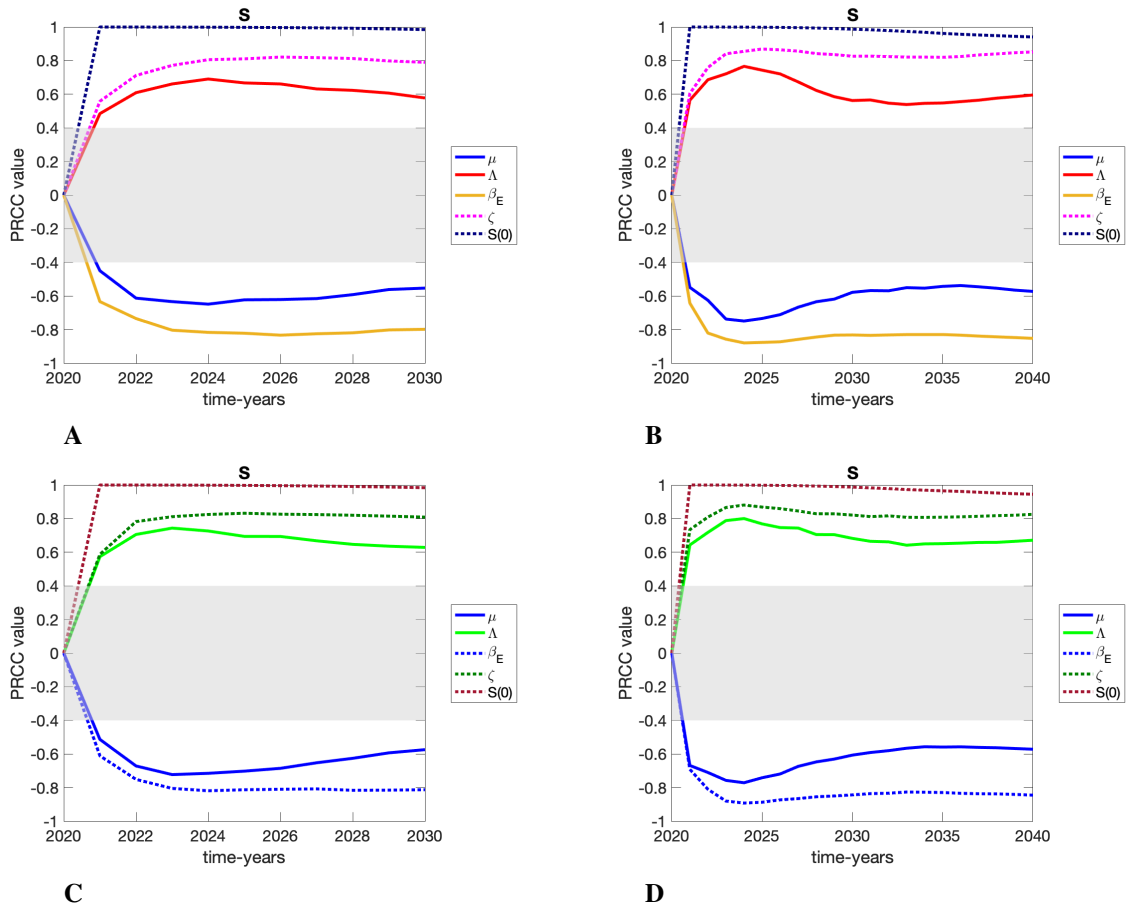 S
1
0.8
0.6
0.4
0.2
0
-0.2
-0.4
-0.6
-0.8
-1
PRCC value
2020 2022 2024 2026 2028 2030
time-years
μ
Λ
β_E
ζ
S(0)
A
S
1
0.8
0.6
0.4
0.2
0
-0.2
-0.4
-0.6
-0.8
-1
PRCC value
2020 2025 2030 2035 2040
time-years
μ
Λ
β_E
ζ
S(0)
B
S
1
0.8
0.6
0.4
0.2
0
-0.2
-0.4
-0.6
-0.8
-1
PRCC value
2020 2022 2024 2026 2028 2030
time-years
μ
Λ
β_E
ζ
S(0)
C
S
1
0.8
0.6
0.4
0.2
0
-0.2
-0.4
-0.6
-0.8
-1
PRCC value
2020 2025 2030 2035 2040
time-years
μ
Λ
β_E
ζ
S(0)
D